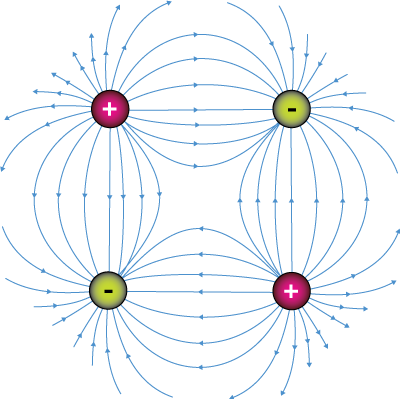 + -
- +